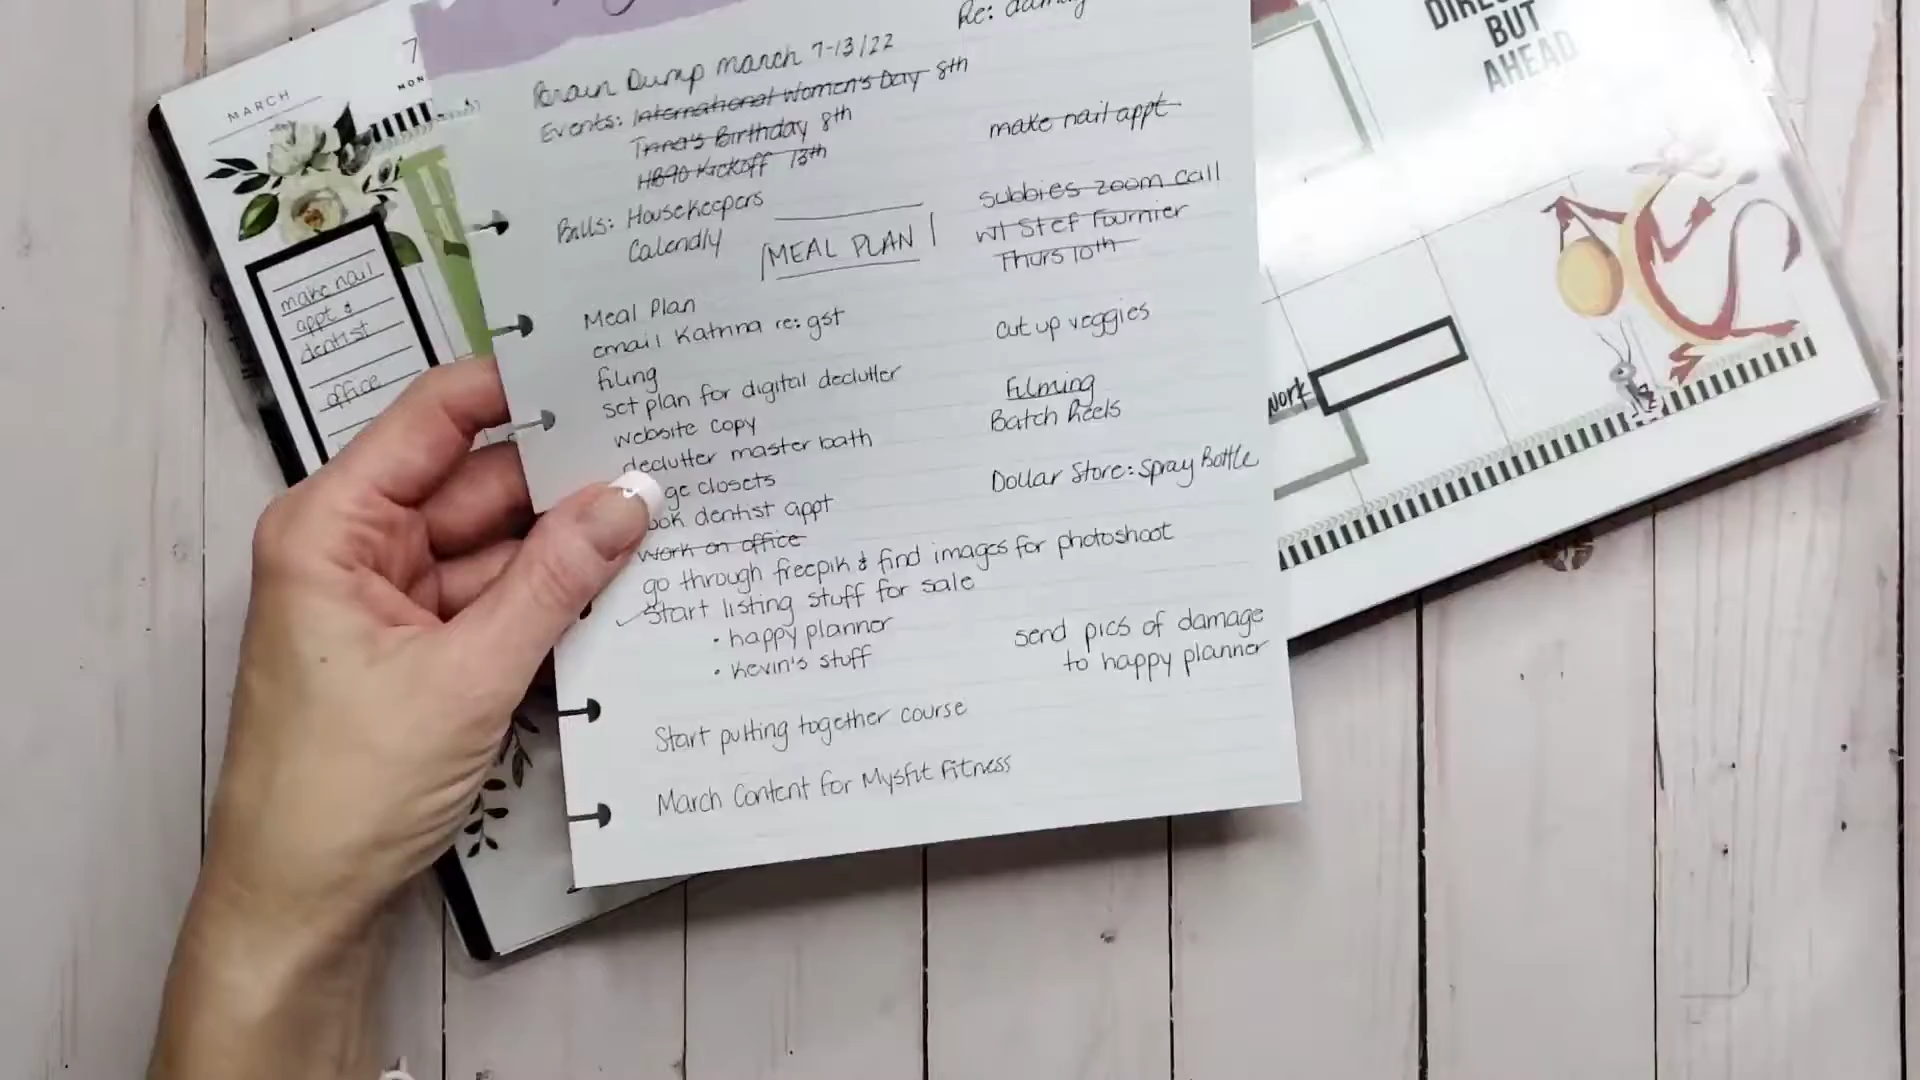 MARCH
7
MON
make nail
appt &
dentist
office
Re: damag
Brain Dump march 7-13/22
Events: International Women's Day 8th
Trina's Birthday 8th
HB90 Kickoff 13th
Balls: Housekeepers
Calendly
MEAL PLAN
Meal Plan
email Katrina re: gst
filing
set plan for digital declutter
website copy
declutter master bath
ge closets
ook dentist appt
work on office
go through freepik & find images for photoshoot
Start listing stuff for sale
• happy planner
• Kevin's stuff
Start putting together course
March Content for Mysfit Fitness
make nail appt
subbies zoom call
w/ Stef Fournier
Thurs 10th
cut up veggies
Filming
Batch Reels
Dollar Store: Spray Bottle
send pics of damage
to happy planner
BUT
AHEAD
work